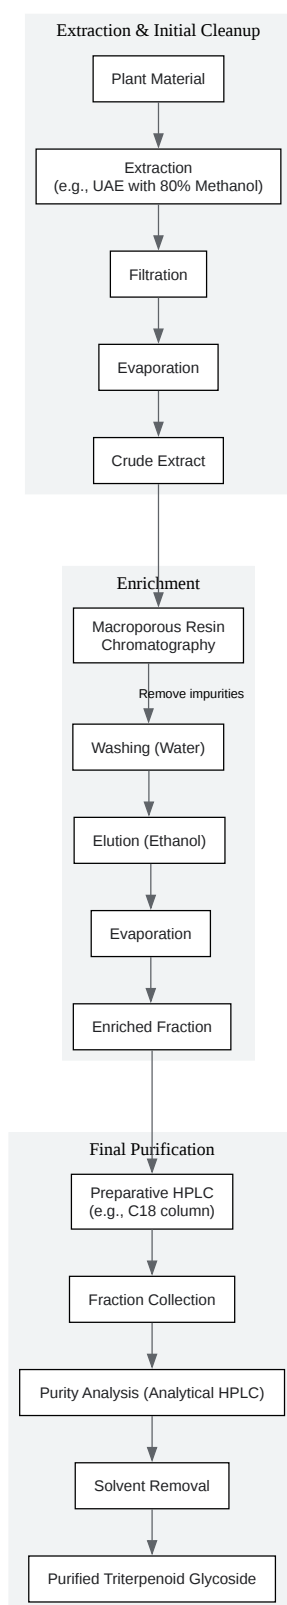 Extraction & Initial Cleanup
Plant Material
Extraction
(e.g., UAE with 80% Methanol)
Filtration
Evaporation
Crude Extract
Enrichment
Macroporous Resin
Chromatography
Remove impurities
Washing (Water)
Elution (Ethanol)
Evaporation
Enriched Fraction
Final Purification
Preparative HPLC
(e.g., C18 column)
Fraction Collection
Purity Analysis (Analytical HPLC)
Solvent Removal
Purified Triterpenoid Glycoside